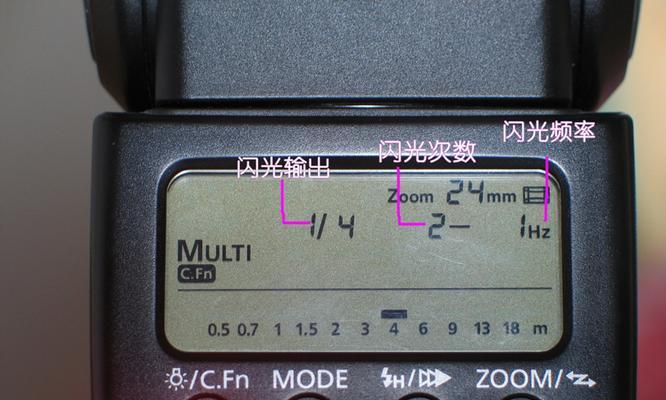 闪光频率
闪光次数
闪光输出
Zoom 24mm
1/4 2- 1Hz
MULTI
C.Fn
0.5 0.7 1 1.5 2 3 4 6 9 13 18 m
/C.Fn MODE H/ ZOOM/